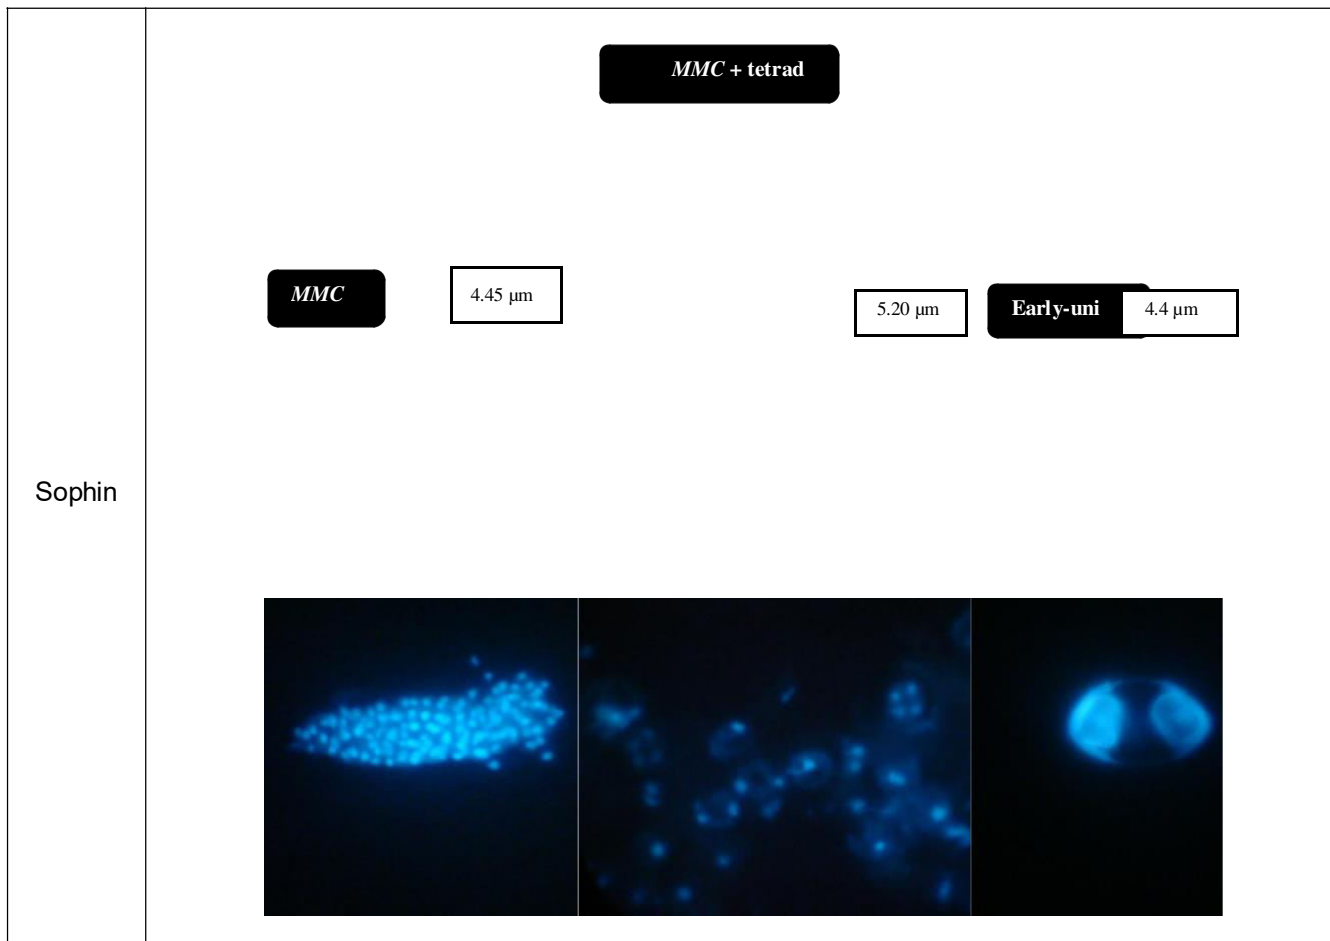 MMC + tetrad
MMC
4.45 µm
5.20 µm
Early-uni
4.4 µm
Sophin